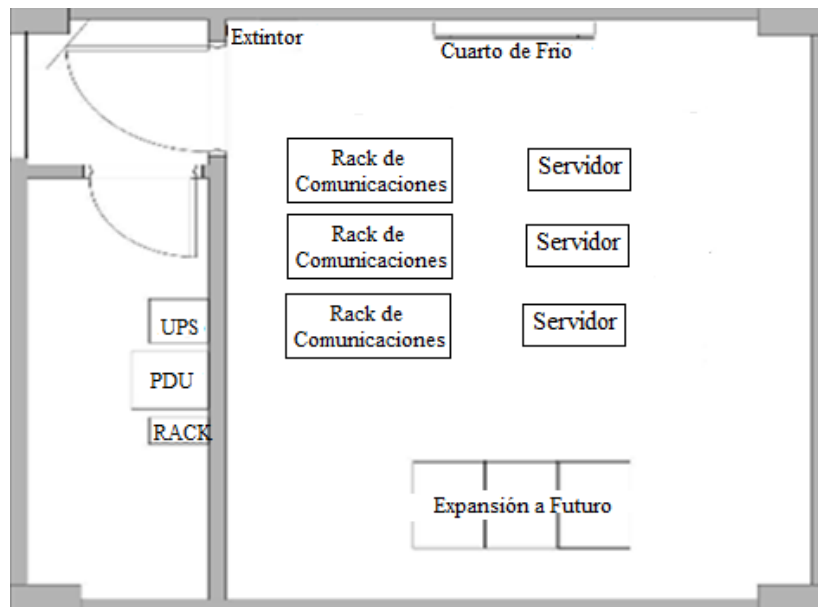 Extintor
Cuarto de Frio
Rack de
Comunicaciones
Servidor
Rack de
Comunicaciones
Servidor
Rack de
Comunicaciones
Servidor
UPS
PDU
RACK
Expansión a Futuro